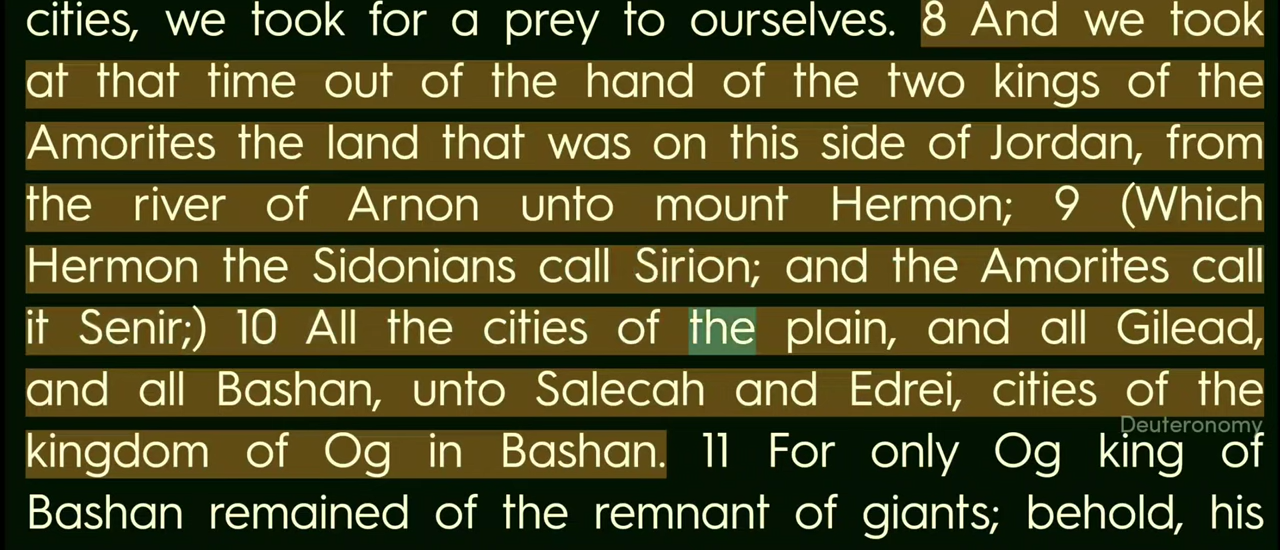 cities, we took for a prey to ourselves. 8 And we took
at that time out of the hand of the two kings of the
Amorites the land that was on this side of Jordan, from
the river of Arnon unto mount Hermon; 9 (Which
Hermon the Sidonians call Sirion; and the Amorites call
it Senir;) 10 All the cities of the plain, and all Gilead,
and all Bashan, unto Salecah and Edrei, cities of the
Deuteronomy
kingdom of Og in Bashan. 11 For only Og king of
Bashan remained of the remnant of giants; behold, his